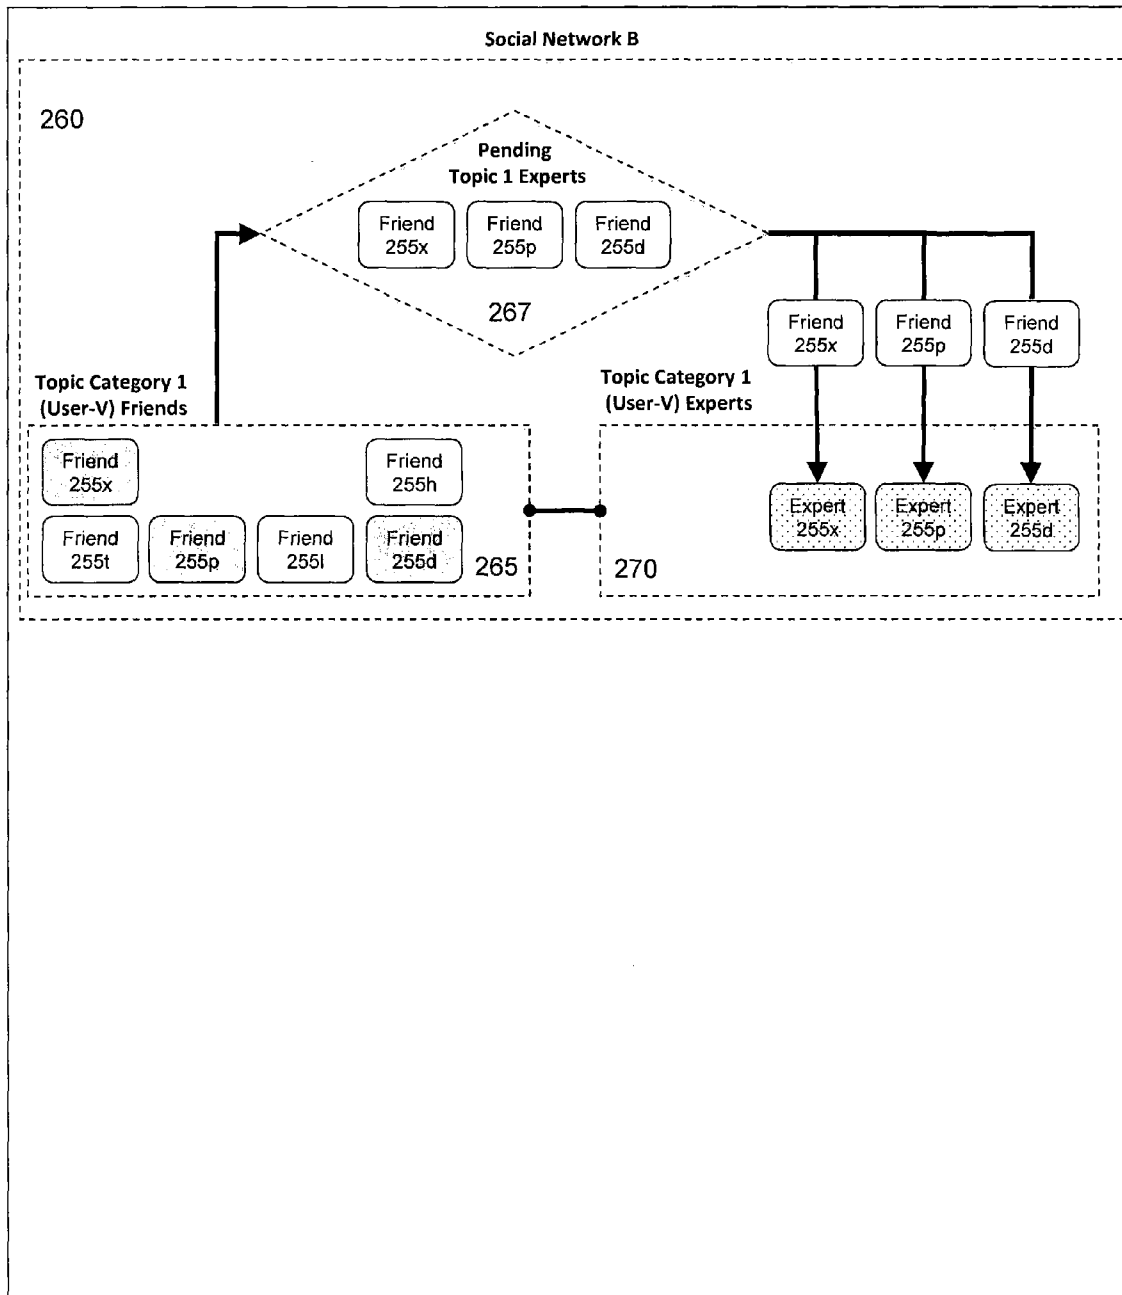 Social Network B
260
Pending
Topic 1 Experts
Friend
255x
Friend
255p
Friend
255d
267
Friend
255x
Friend
255p
Friend
255d
Topic Category 1
(User-V) Friends
Topic Category 1
(User-V) Experts
Friend
255x
Friend
255h
Friend
255t
Friend
255p
Friend
255l
Friend
255d
265
Expert
255x
Expert
255p
Expert
255d
270